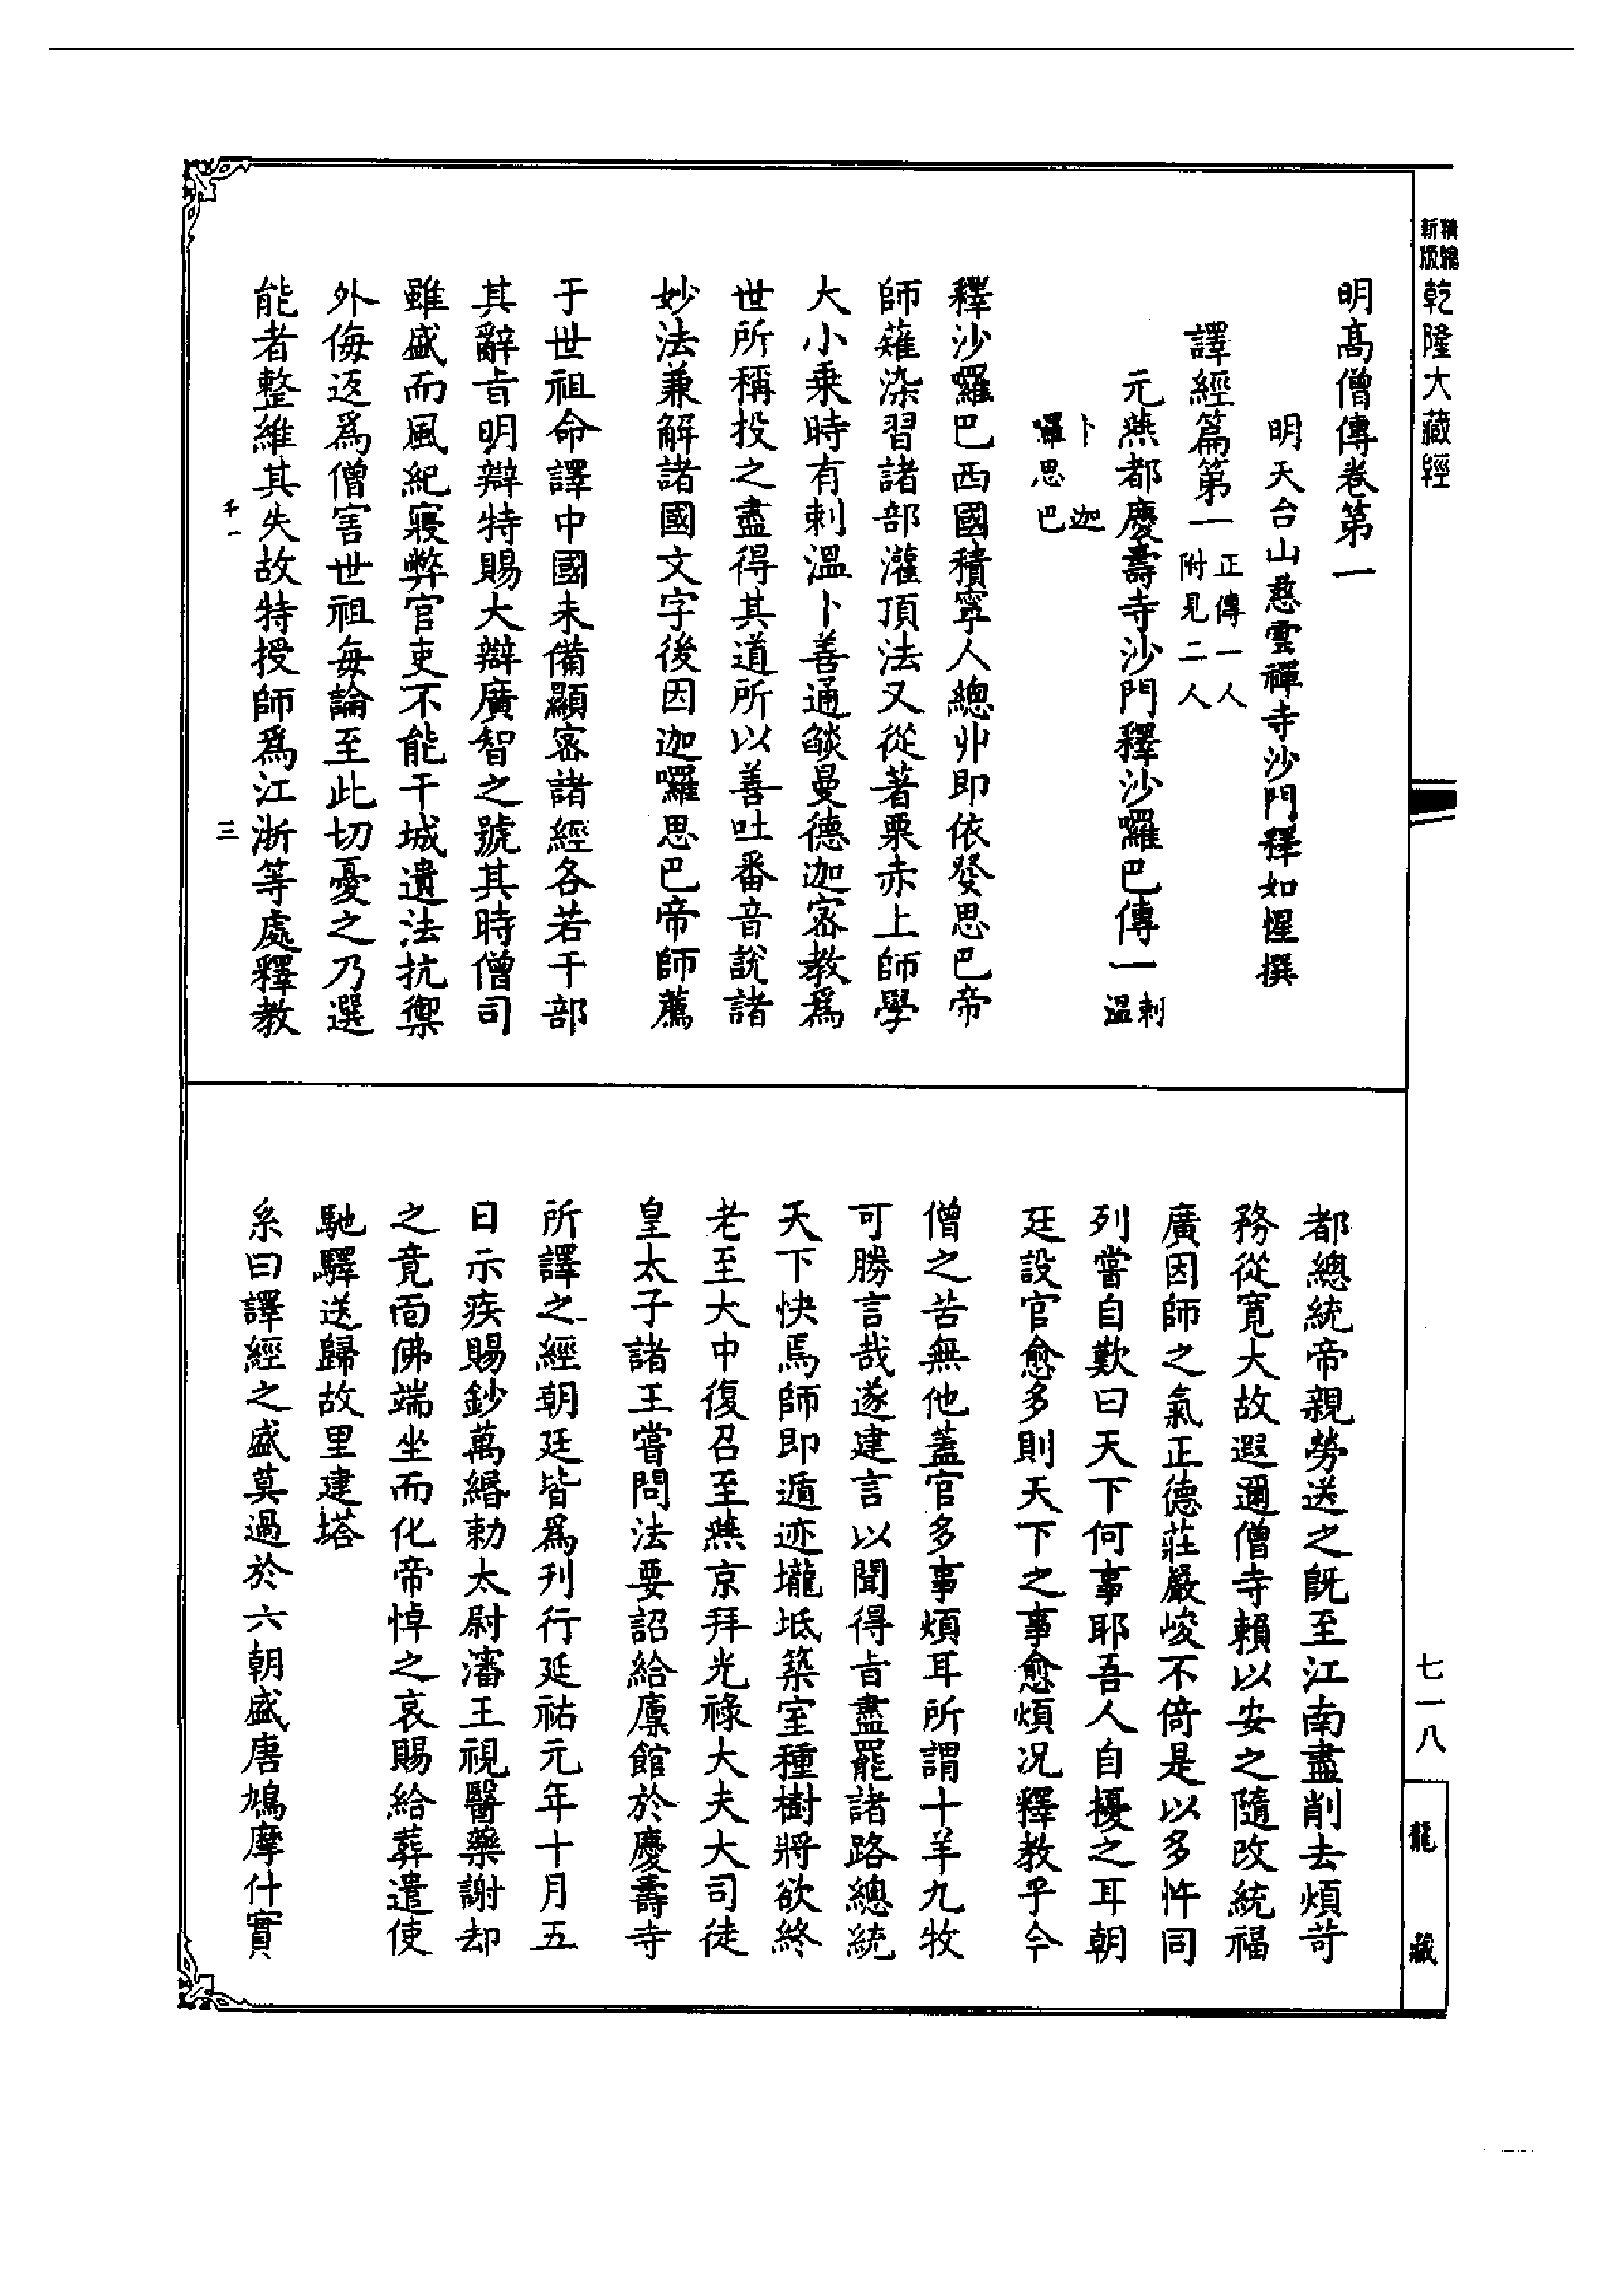 精縮新版乾隆大藏經
明高僧傳卷第一
明天台山慈雲禪寺沙門釋如惺撰
譯經篇第一 正傳一人 附見二人
元燕都慶壽寺沙門釋沙囉巴傳一 剌溫
卜 迦囉思巴
釋沙囉巴西國積寧人總丱即依癹思巴帝
師薙染習諸部灌頂法又從著栗赤上師學
大小乘時有剌溫卜善通燄曼德迦密教爲
世所稱投之盡得其道所以善吐番音說諸
妙法兼解諸國文字後因迦囉思巴帝師薦
于世祖命譯中國未備顯密諸經各若干部
其辭旨明辯特賜大辯廣智之號其時僧司
雖盛而風紀寢弊官吏不能干城遺法抗禦
外侮返爲僧害世祖每論至此切憂之乃選
能者整維其失故特授師爲江浙等處釋教
千一 三
都總統帝親勞送之旣至江南盡削去煩苛
務從寬大故遐邇僧寺賴以安之隨改統福
廣因師之氣正德莊嚴峻不倚是以多忤同
列嘗自歎曰天下何事耶吾人自擾之耳朝
廷設官愈多則天下之事愈煩况釋教乎今
僧之苦無他蓋官多事煩耳所謂十羊九牧
可勝言哉遂建言以聞得旨盡罷諸路總統
天下快焉師即遁迹壠坻築室種樹將欲終
老至大中復召至燕京拜光祿大夫大司徒
皇太子諸王嘗問法要詔給廩館於慶壽寺
所譯之經朝廷皆爲刋行延祐元年十月五
日示疾賜鈔萬緡勅太尉瀋王視醫藥謝却
之竟面佛端坐而化帝悼之哀賜給葬遣使
馳驛送歸故里建塔
系曰譯經之盛莫過於六朝盛唐鳩摩什實
七一八
龍藏